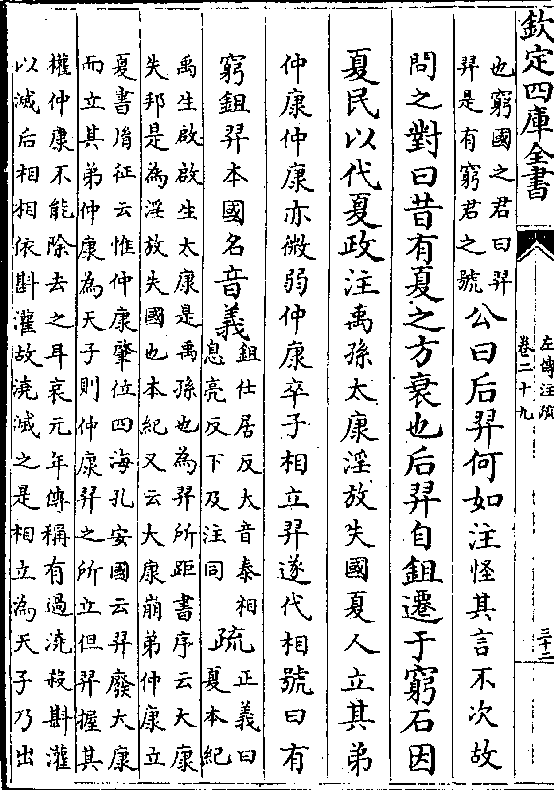 欽定四庫全書
左傳注疏
卷二十九
三十二
也窮國之君曰羿
羿是有窮君之號
公曰后羿何如注怪其言不次故
問之對曰昔有夏之方衰也后羿自鉏遷于窮石因
夏民以代夏政注禹孫太康淫放失國夏人立其弟
仲康仲康亦微弱仲康卒子相立羿遂代相號曰有
窮鉏羿本國名音義
鉏仕居反大音泰相
息亮反下及注同
疏
正義曰
夏本紀
禹生啟啟生太康是禹孫也為羿所距書序云大康
失邦是為淫放失國也本紀又云大康崩弟仲康立
夏書胤征云惟仲康肇位四海孔安國云羿廢大康
而立其弟仲康為天子則仲康羿之所立但羿握其
權仲康不能除去之耳哀元年傳稱有過澆殺斟灌
以滅后相相依斟灌故澆滅之是相立為天子乃出